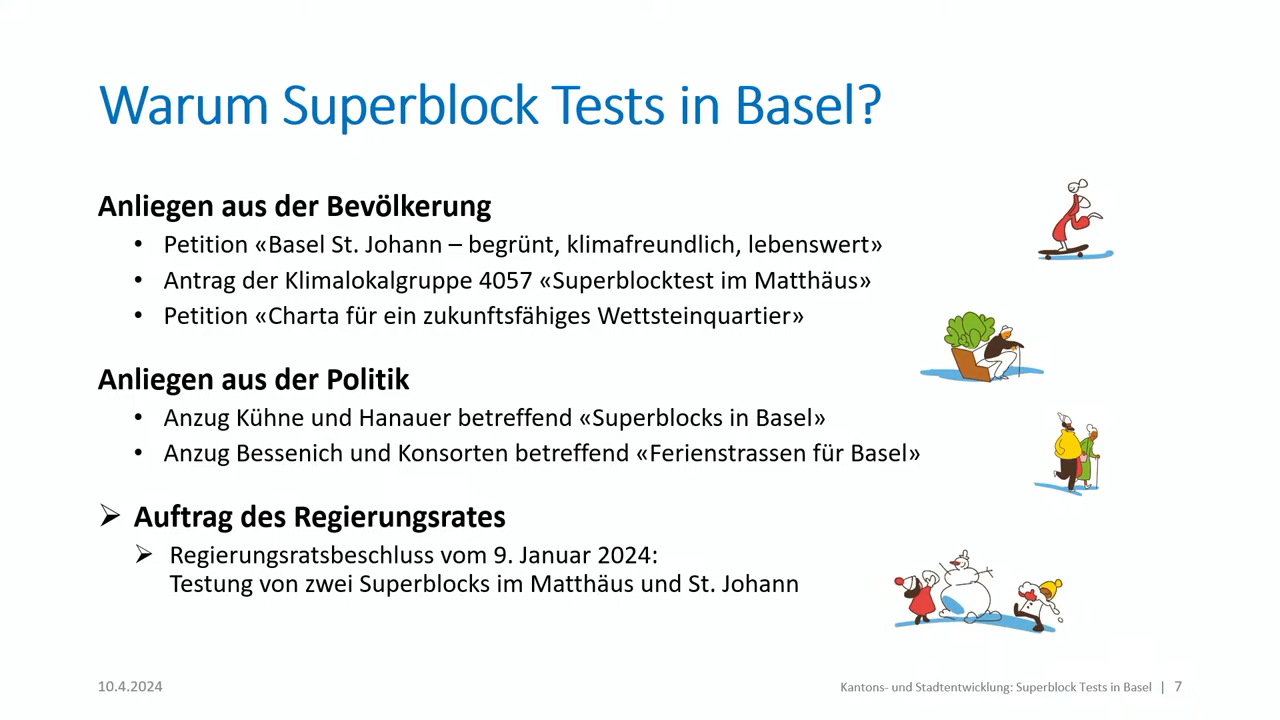 Warum Superblock Tests in Basel?
Anliegen aus der Bevölkerung
• Petition «Basel St. Johann – begrünt, klimafreundlich, lebenswert»
• Antrag der Klimalokalgruppe 4057 «Superblocktest im Matthäus»
• Petition «Charta für ein zukunftsfähiges Wettsteinquartier»
Anliegen aus der Politik
• Anzug Kühne und Hanauer betreffend «Superblocks in Basel»
• Anzug Bessenich und Konsorten betreffend «Ferienstrassen für Basel»
➢ Auftrag des Regierungsrates
➢ Regierungsratsbeschluss vom 9. Januar 2024:
Testung von zwei Superblocks im Matthäus und St. Johann
10.4.2024
Kantons- und Stadtentwicklung: Superblock Tests in Basel | 7